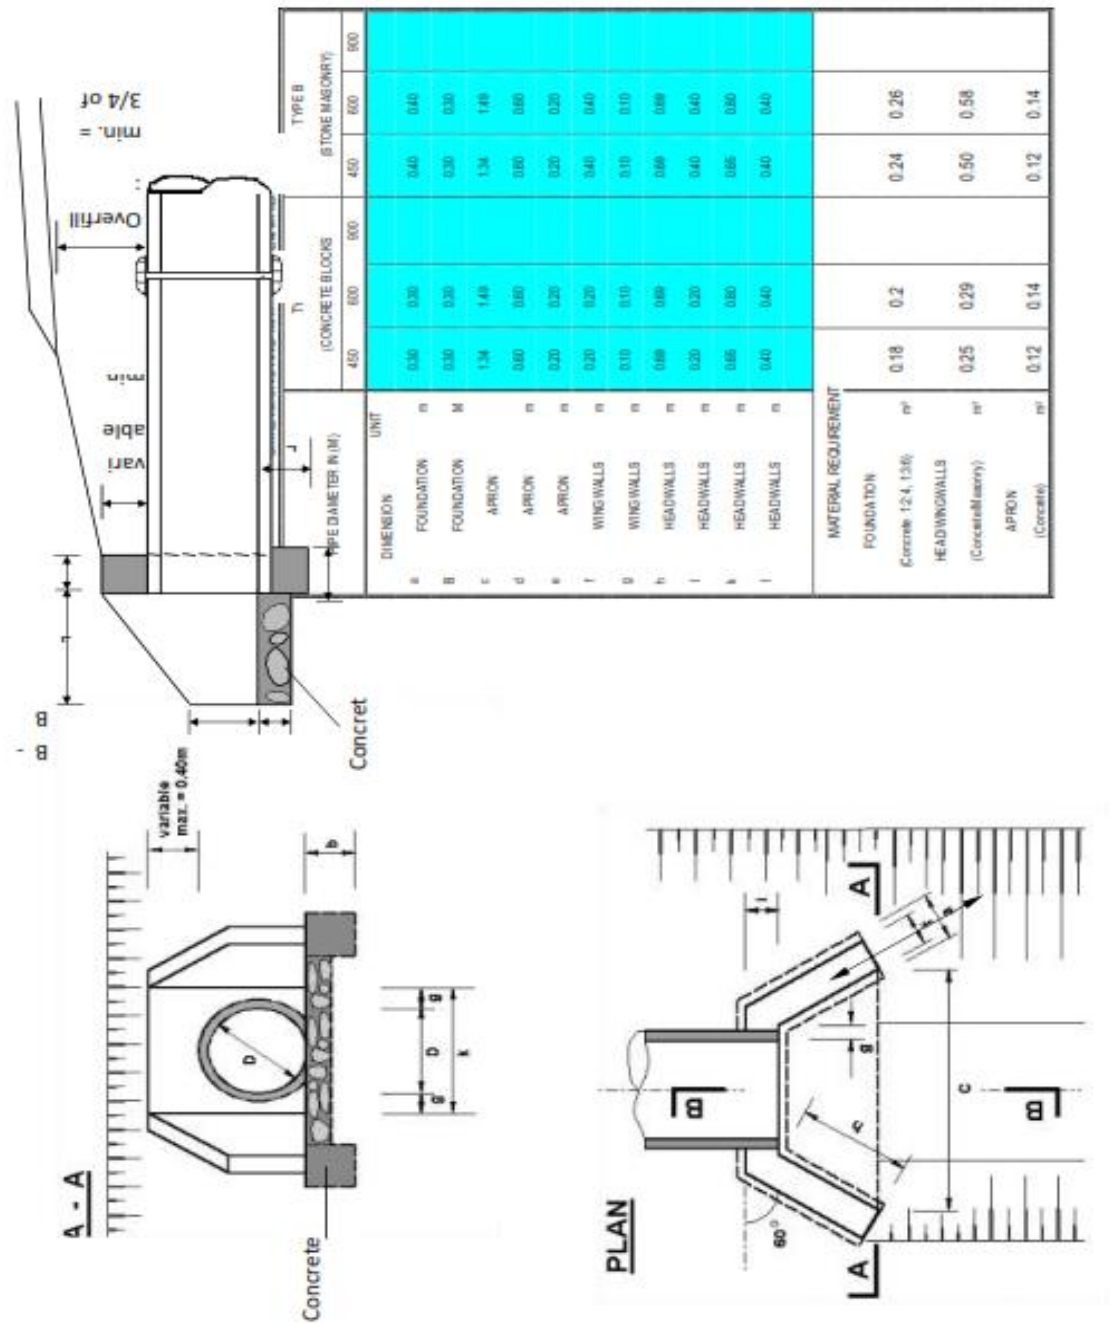 B -
B
L
vari
able
min
Overfill
:
min. =
3/4 of
Concret
TYPE B
(CONCRETE BLOCKS
(STONE MASONRY)
PIPE DIAMETER IN (M)
450 600 900 450 600 900
DIMENSION UNIT
a FOUNDATION m 0.30 0.30 0.40 0.40
B FOUNDATION M 0.30 0.30 0.30 0.30
c APRON 1.34 1.49 1.34 1.49
d APRON m 0.60 0.60 0.60 0.60
e APRON m 0.20 0.20 0.20 0.20
f WINGWALLS m 0.20 0.20 0.40 0.40
g WINGWALLS m 0.10 0.10 0.10 0.10
h HEADWALLS m 0.69 0.69 0.69 0.69
HEADWALLS m 0.20 0.20 0.40 0.40
k HEADWALLS m 0.65 0.80 0.65 0.80
l HEADWALLS m 0.40 0.40 0.40 0.40
MATERIAL REQUIREMENT
FOUNDATION
(Concrete 1:2:4, 1:3:6) m³ 0.18 0.2 0.24 0.26
HEADWINGWALLS
(Concrete/Masonry) m³ 0.25 0.29 0.50 0.58
APRON
(Concrete) m³ 0.12 0.14 0.12 0.14
A - A
variable
max. = 0.40m
D
b
g
D
g
k
Concrete
PLAN
60°
A
A
B
B
g
C
f
a